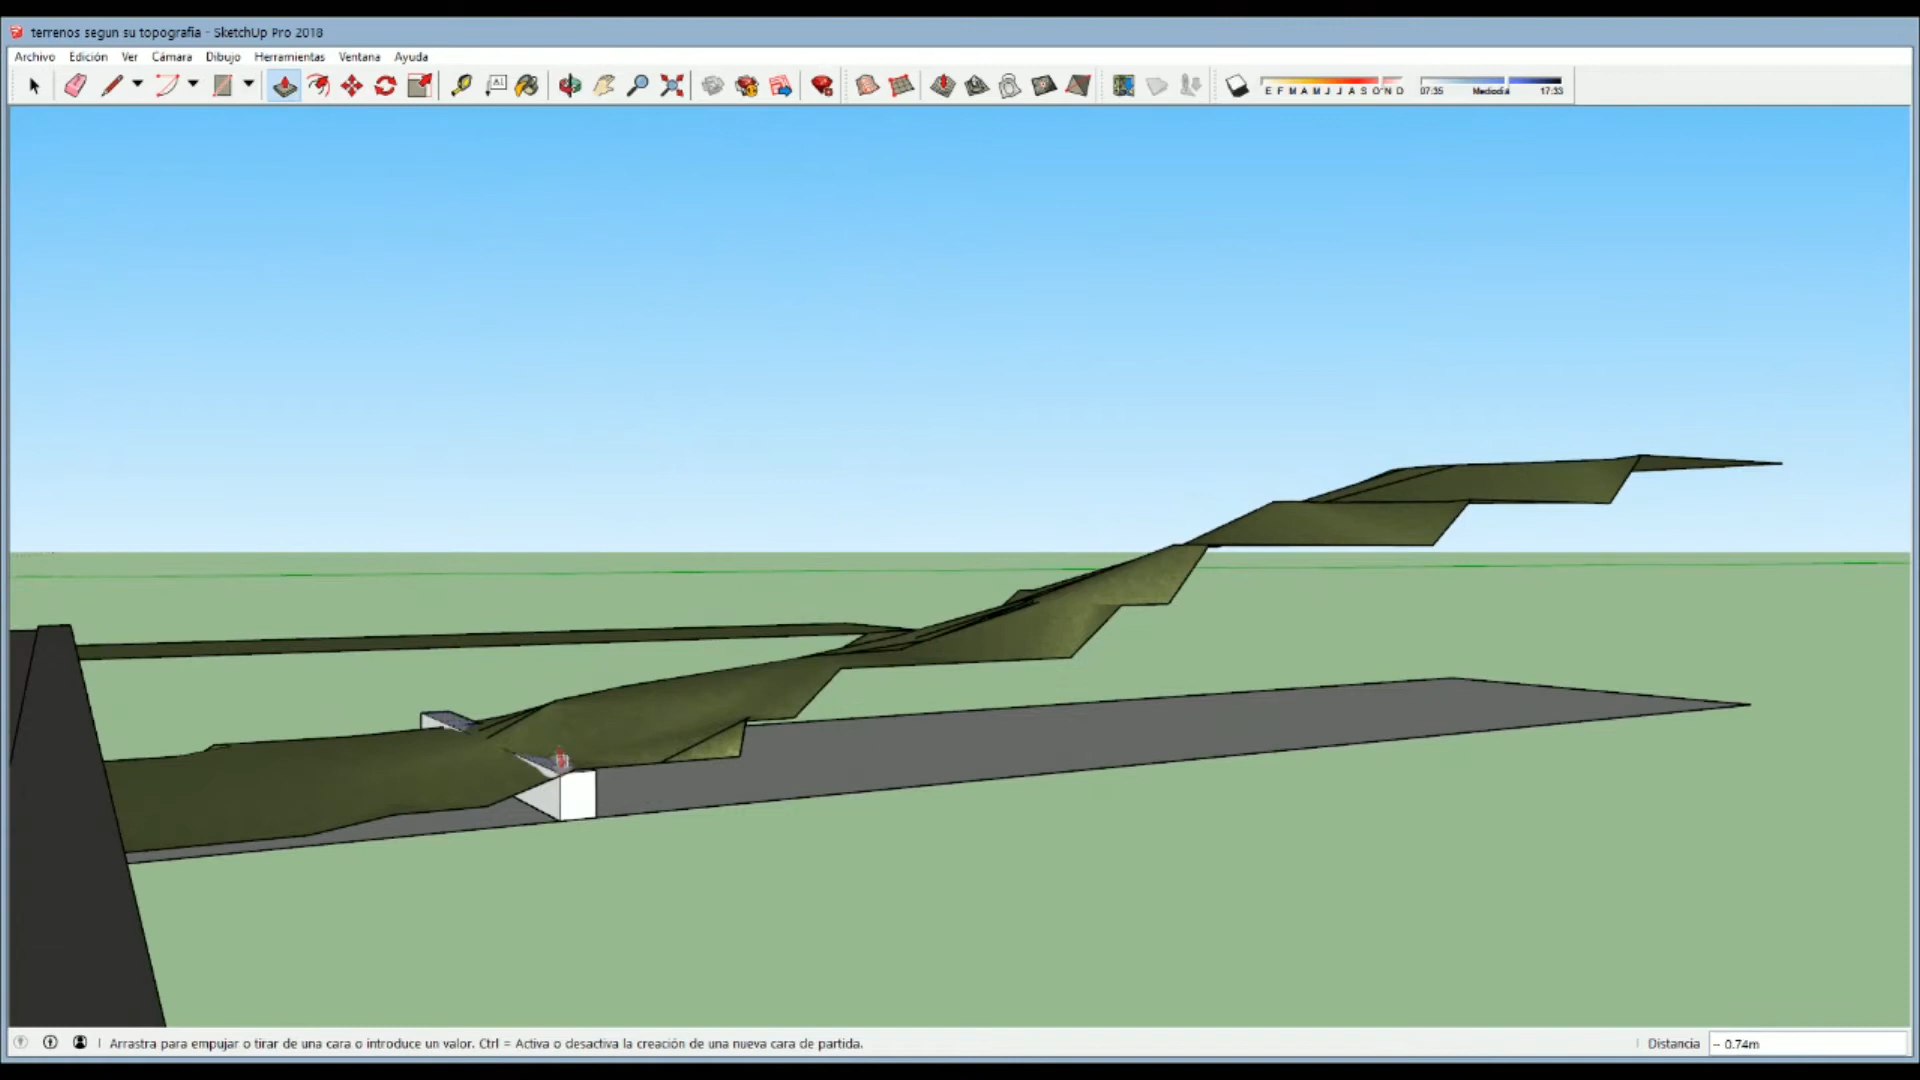 terrenos segun su topografia - SketchUp Pro 2018
Archivo Edición Ver Cámara Dibujo Herramientas Ventana Ayuda
A1
E F M A M J J A S O N D 07:35 Mediodía 17:33
Arrastra para empujar o tirar de una cara o introduce un valor. Ctrl = Activa o desactiva la creación de una nueva cara de partida. Distancia ~ 0.74m